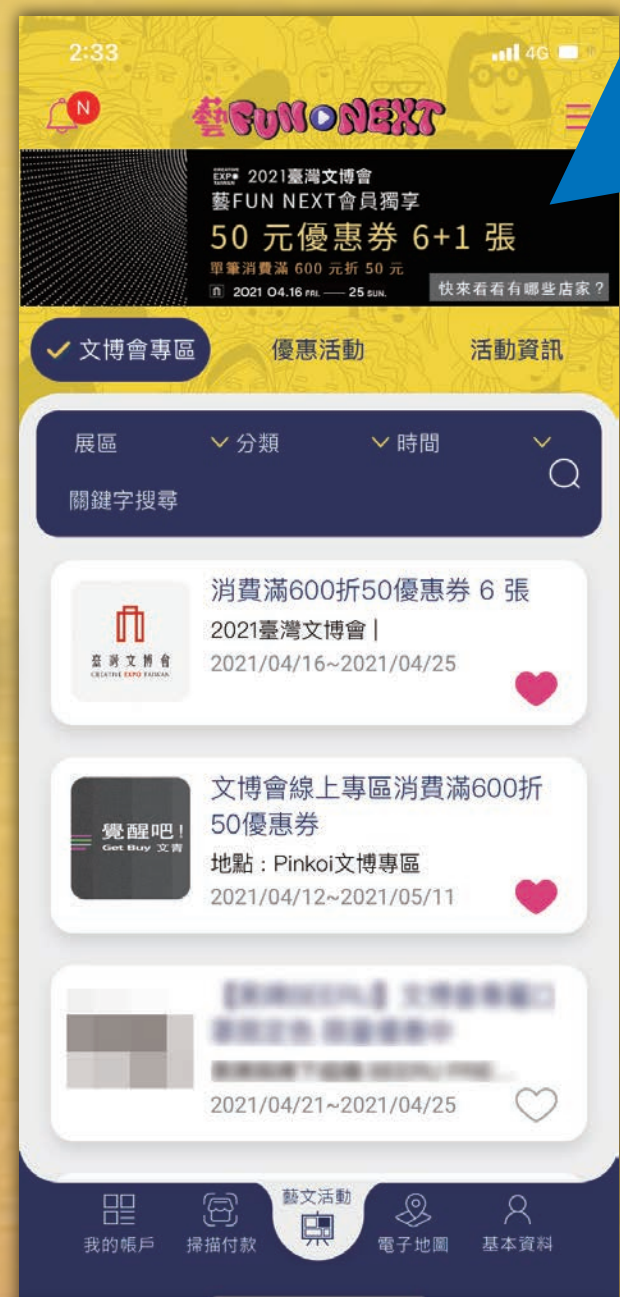 2:33
4G
N
藝FUN NEXT
CREATIVE
EXPO
TAIWAN
2021臺灣文博會
藝FUN NEXT會員獨享
50 元優惠券 6+1 張
單筆消費滿 600 元折 50 元
2021 04.16 FRI. — 25 SUN.
快來看看有哪些店家？
文博會專區
優惠活動
活動資訊
展區
分類
時間
關鍵字搜尋
消費滿600折50優惠券 6 張
2021臺灣文博會 |
2021/04/16~2021/04/25
臺灣文博會
CREATIVE EXPO TAIWAN
文博會線上專區消費滿600折
50優惠券
地點：Pinkoi文博專區
2021/04/12~2021/05/11
覺醒吧！
Get Buy 文青
2021/04/21~2021/04/25
我的帳戶
掃描付款
藝文活動
電子地圖
基本資料